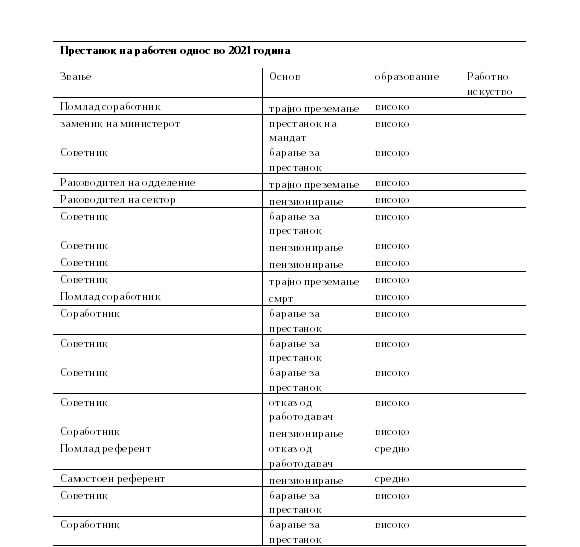 Престанок на работен однос во 2021 година
Звање Основ образование Работно
искуство
Помлад соработник трајно преземање високо
заменик на министерот престанок на високо
мандат
Советник барање за високо
престанок
Раководител на одделение трајно преземање високо
Раководител на сектор пензионирање високо
Советник барање за високо
престанок
Советник пензионирање високо
Советник пензионирање високо
Советник трајно преземање високо
Помлад соработник смрт високо
Соработник барање за високо
престанок
Советник барање за високо
престанок
Советник барање за високо
престанок
Советник отказ од високо
работодавач
Соработник пензионирање високо
Помлад референт отказ од средно
работодавач
Самостоен референт пензионирање средно
Советник барање за високо
престанок
Соработник барање за високо
престанок